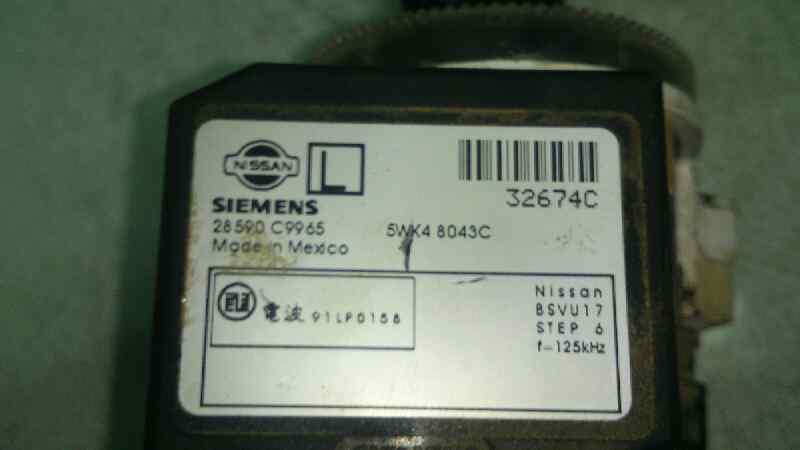 NISSAN
L
SIEMENS
32674C
28590 C9965 5WK4 8043C
Made in Mexico
電波 91LP0158
Nissan
BSVU17
STEP 6
f=125kHz